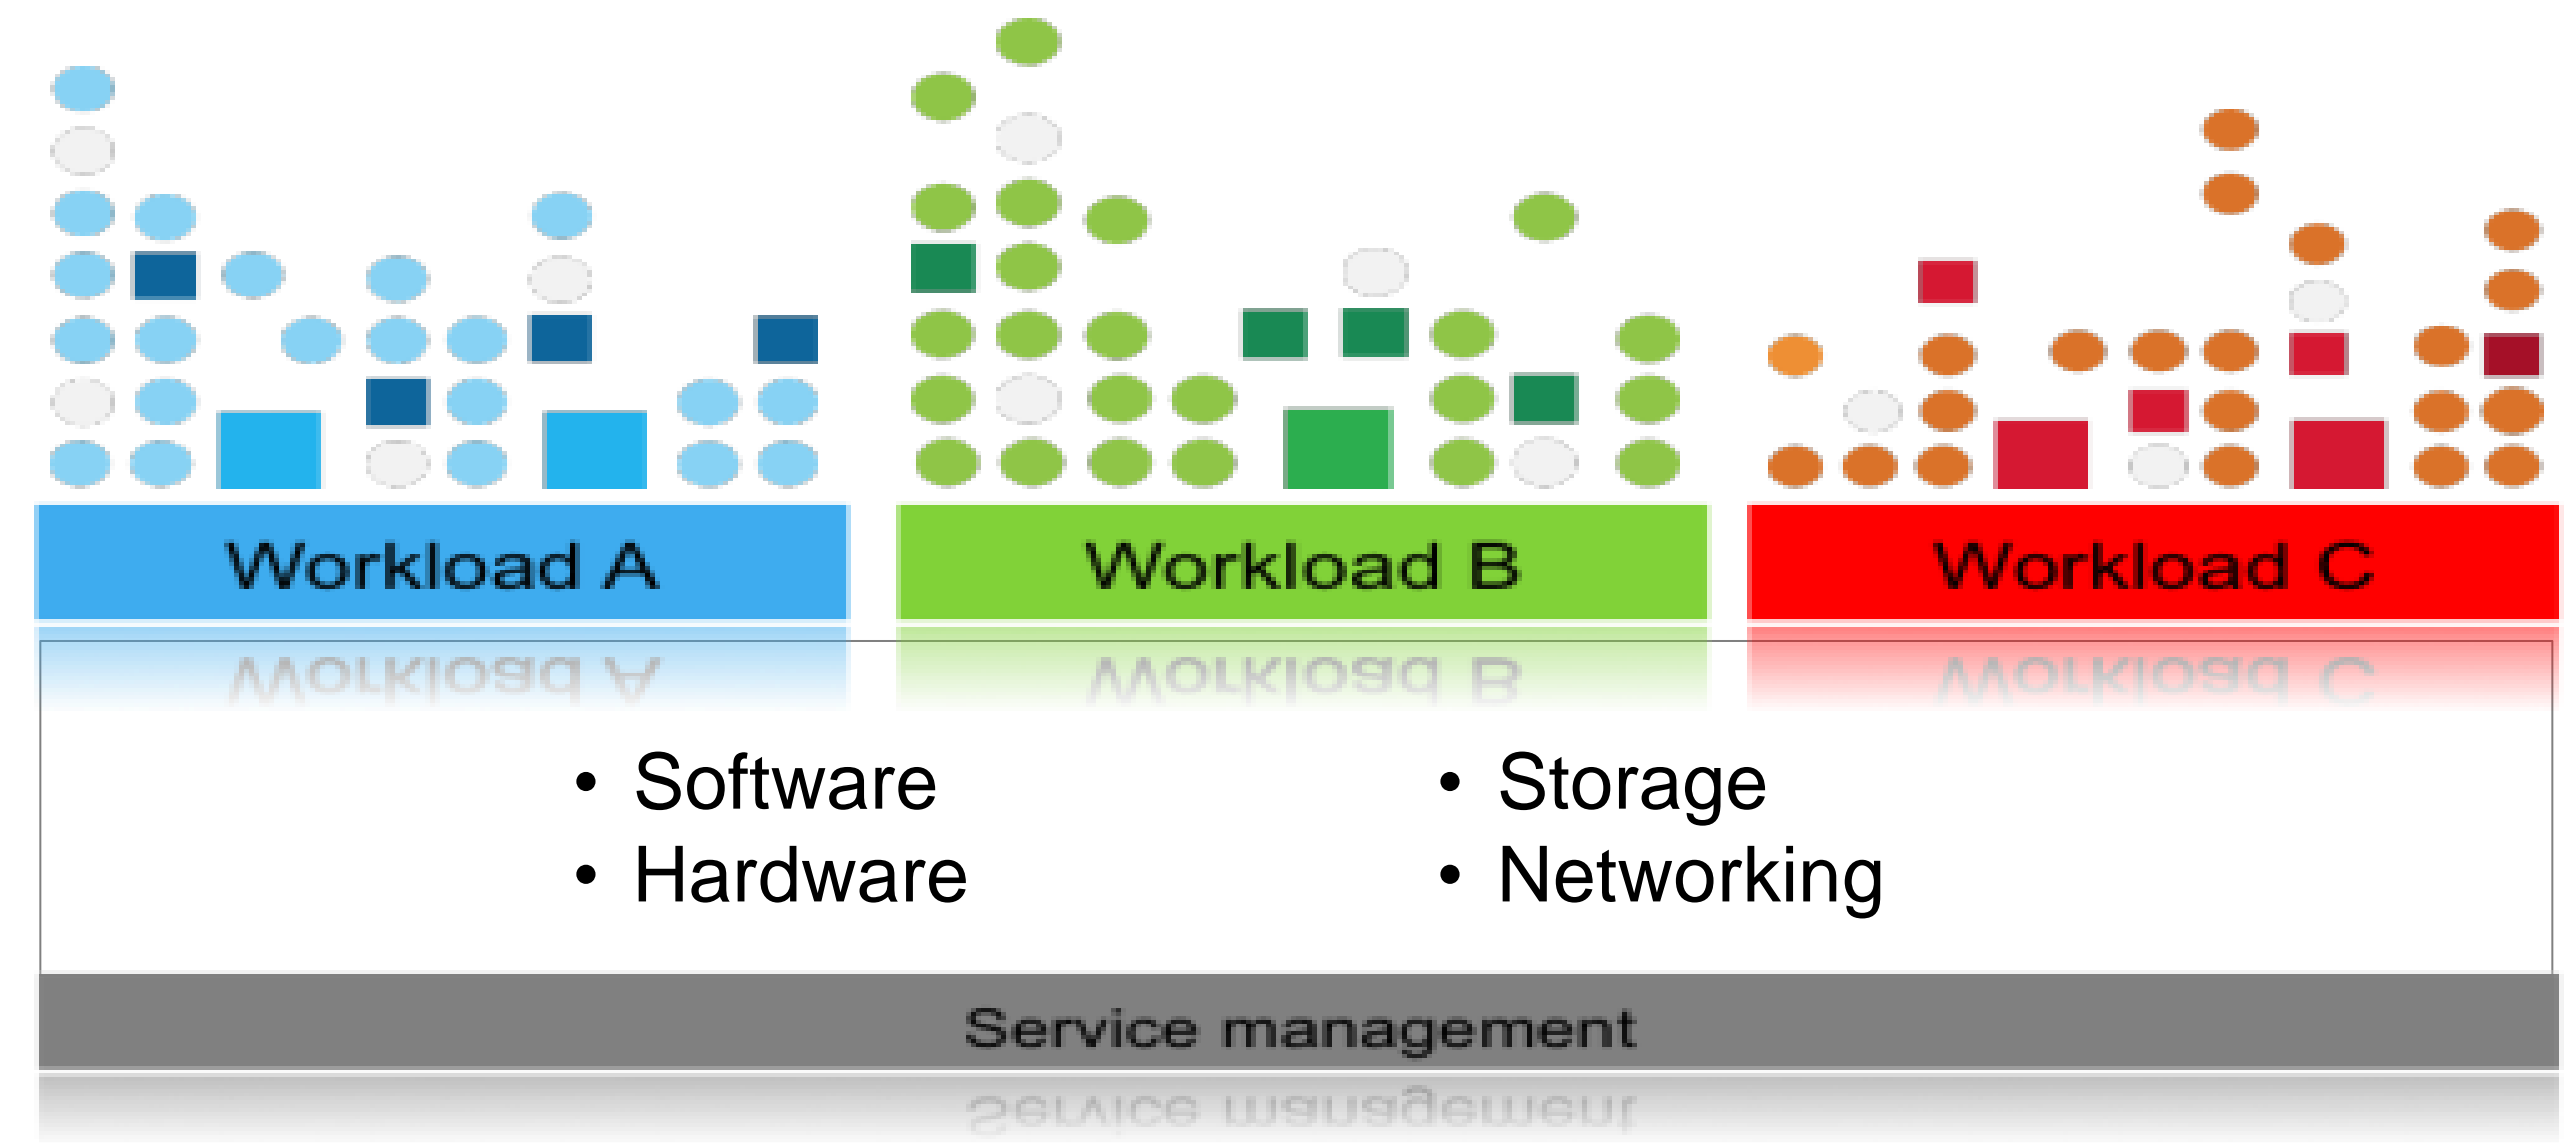 Workload A
Workload B
Workload C
• Software
• Hardware
• Storage
• Networking
Service management